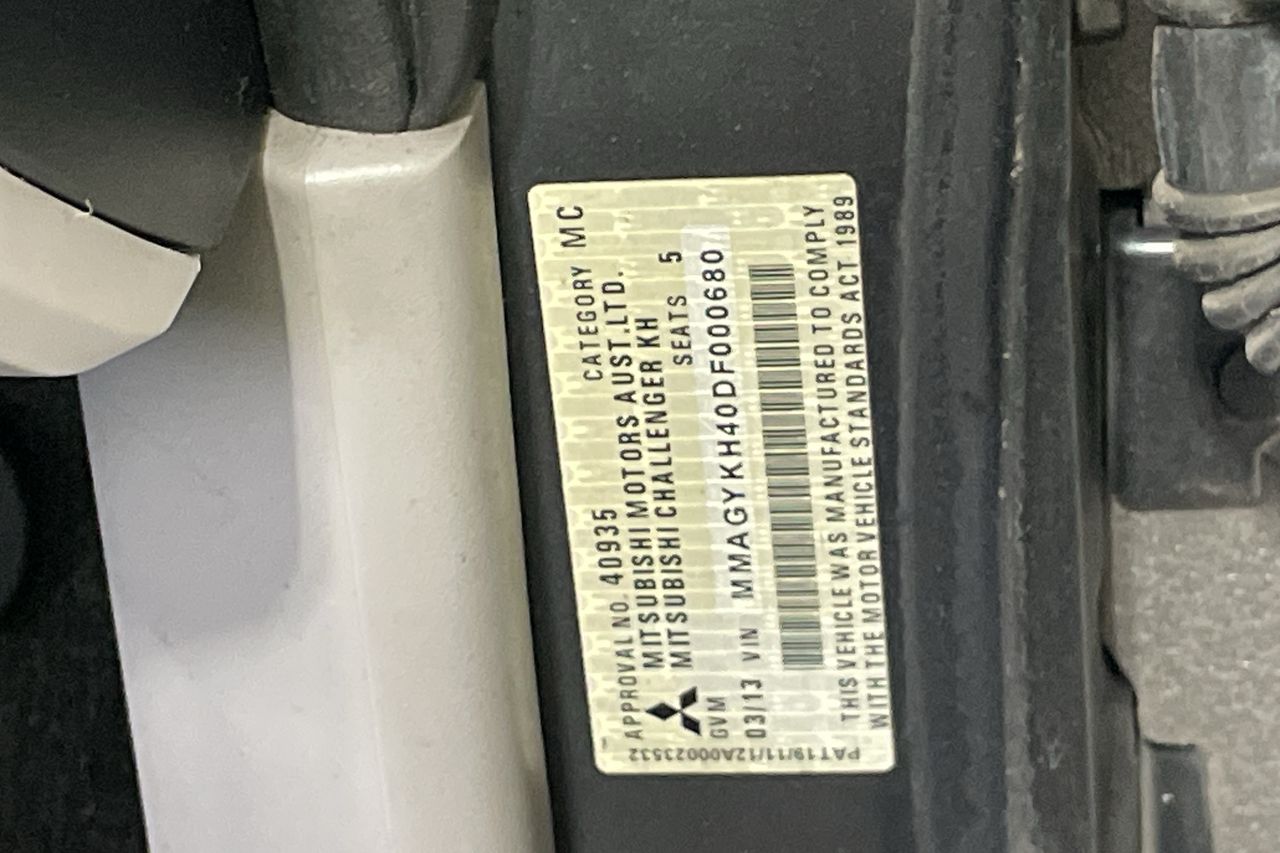 APPROVAL NO. 40935 CATEGORY MC
MITSUBISHI MOTORS AUST.LTD.
MITSUBISHI CHALLENGER KH
GVM SEATS 5
03/13 VIN MMAGYKH40DF000680
THIS VEHICLE WAS MANUFACTURED TO COMPLY
WITH THE MOTOR VEHICLE STANDARDS ACT 1989
PAT19/11/12A000023532